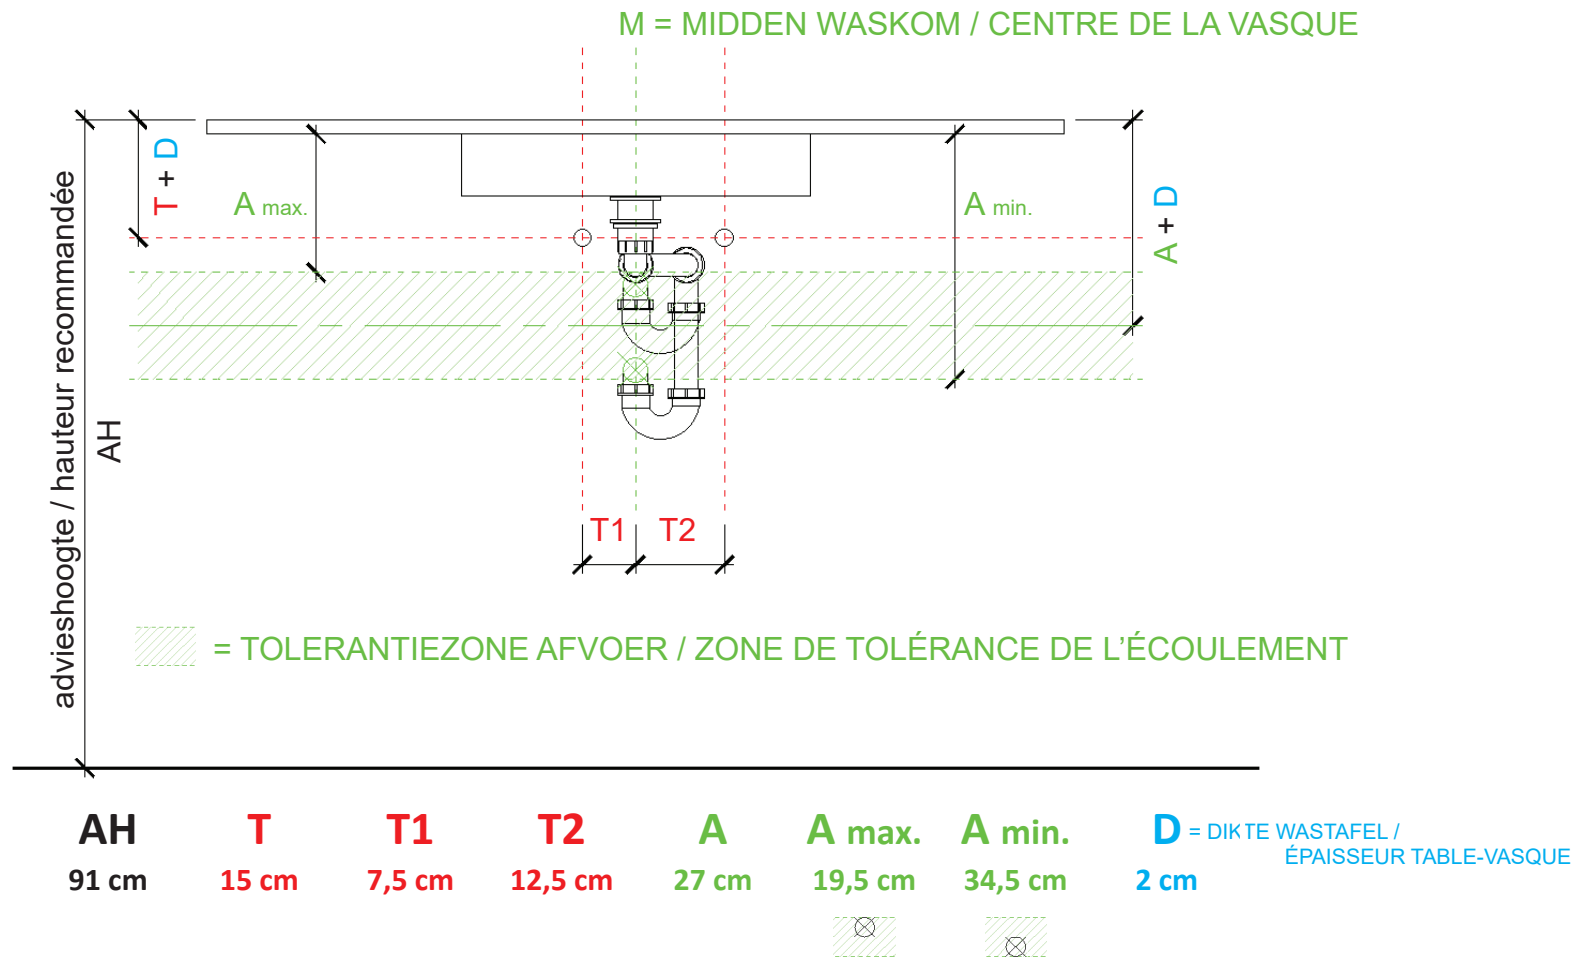 M = MIDDEN WASKOM / CENTRE DE LA VASQUE
T + D
A max.
A min.
A + D
advieshoogte / hauteur recommandée
AH
T1 T2
= TOLERANTIEZONE AFVOER / ZONE DE TOLÉRANCE DE L'ÉCOULEMENT
AH T T1 T2 A A max. A min. D = DIKTE WASTAFEL /
ÉPAISSEUR TABLE-VASQUE
91 cm 15 cm 7,5 cm 12,5 cm 27 cm 19,5 cm 34,5 cm 2 cm